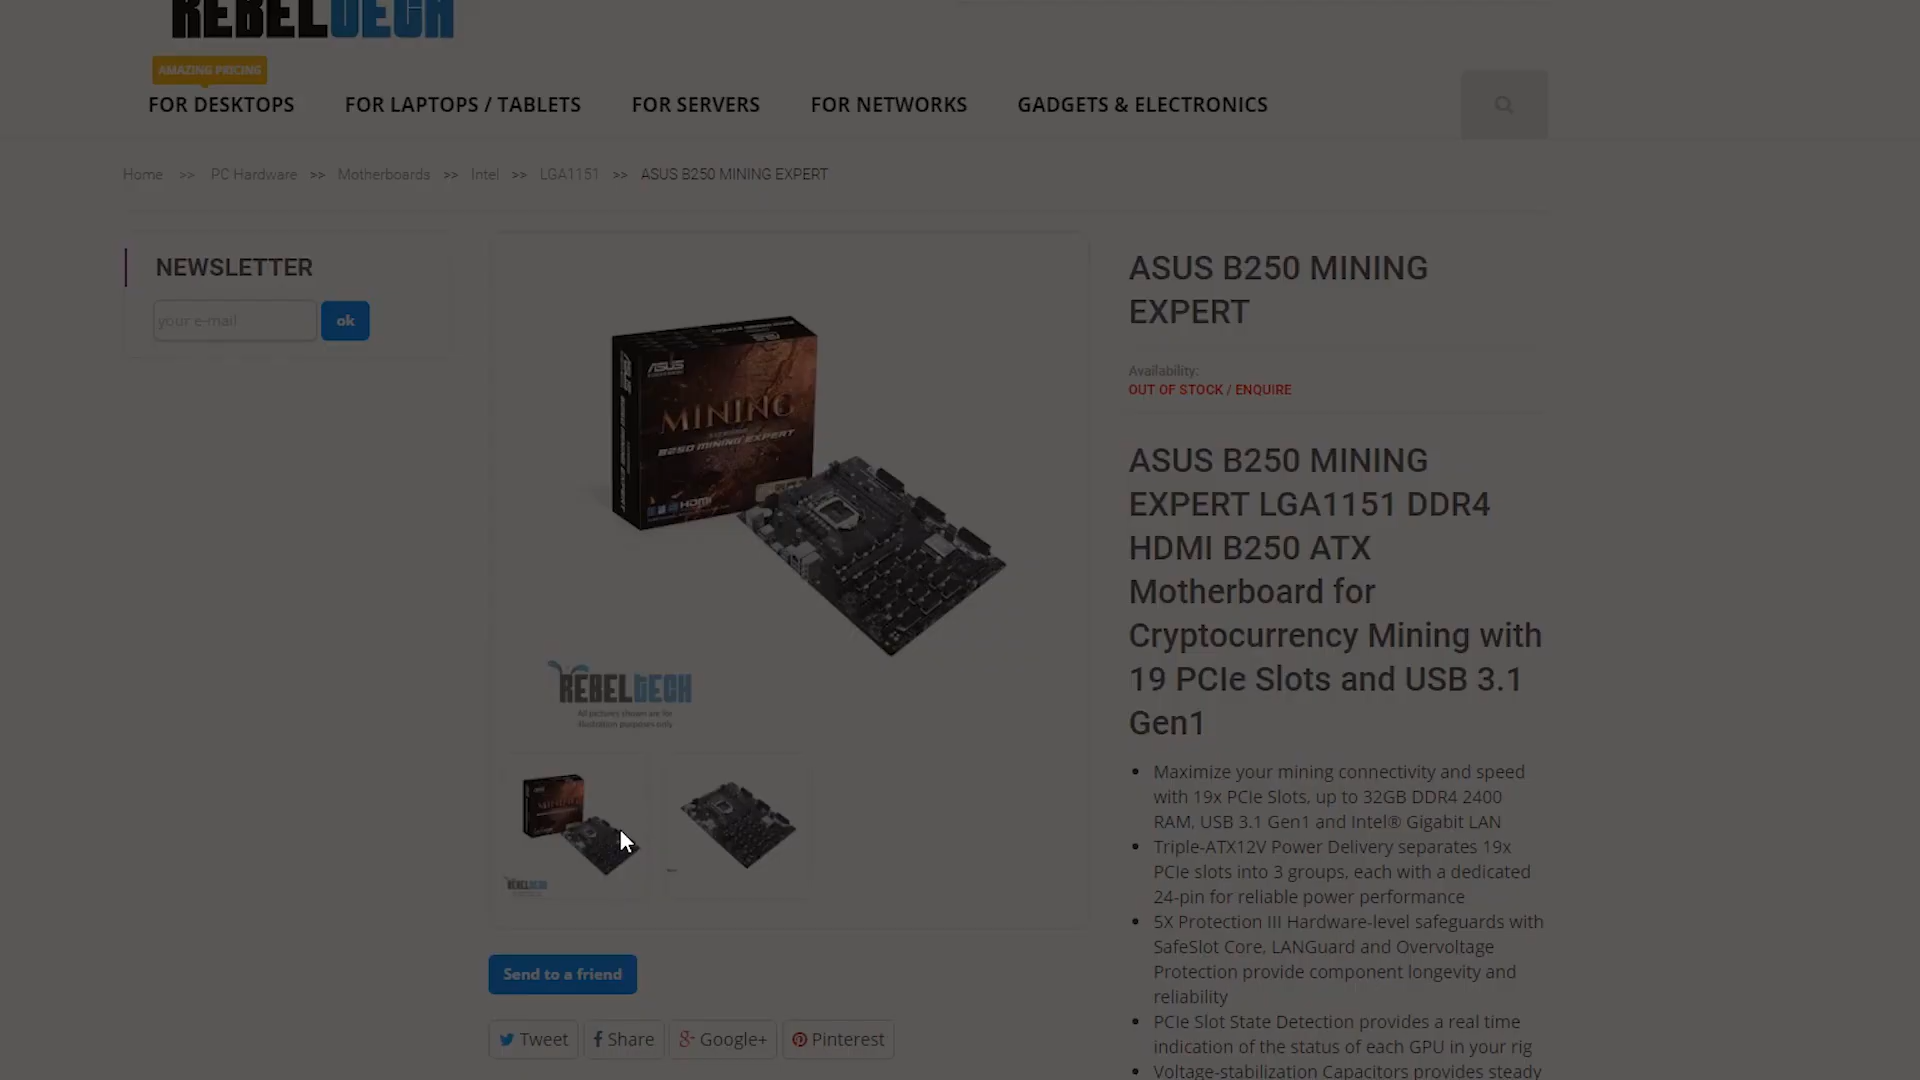 REBELTECH
AMAZING PRICING
FOR DESKTOPS
FOR LAPTOPS / TABLETS
FOR SERVERS
FOR NETWORKS
GADGETS & ELECTRONICS
Home >> PC Hardware >> Motherboards >> Intel >> LGA1151 >> ASUS B250 MINING EXPERT
NEWSLETTER
your e-mail
ok
ASUS
MINING
B250 MINING EXPERT
HDMI
REBELTECH
All pictures shown are for
illustration purposes only
Send to a friend
Tweet
Share
Google+
Pinterest
ASUS B250 MINING
EXPERT
Availability:
OUT OF STOCK / ENQUIRE
ASUS B250 MINING
EXPERT LGA1151 DDR4
HDMI B250 ATX
Motherboard for
Cryptocurrency Mining with
19 PCIe Slots and USB 3.1
Gen1
Maximize your mining connectivity and speed
with 19x PCIe Slots, up to 32GB DDR4 2400
RAM, USB 3.1 Gen1 and Intel® Gigabit LAN
Triple-ATX12V Power Delivery separates 19x
PCIe slots into 3 groups, each with a dedicated
24-pin for reliable power performance
5X Protection III Hardware-level safeguards with
SafeSlot Core, LANGuard and Overvoltage
Protection provide component longevity and
reliability
PCIe Slot State Detection provides a real time
indication of the status of each GPU in your rig
Voltage-stabilization Capacitors provides steady